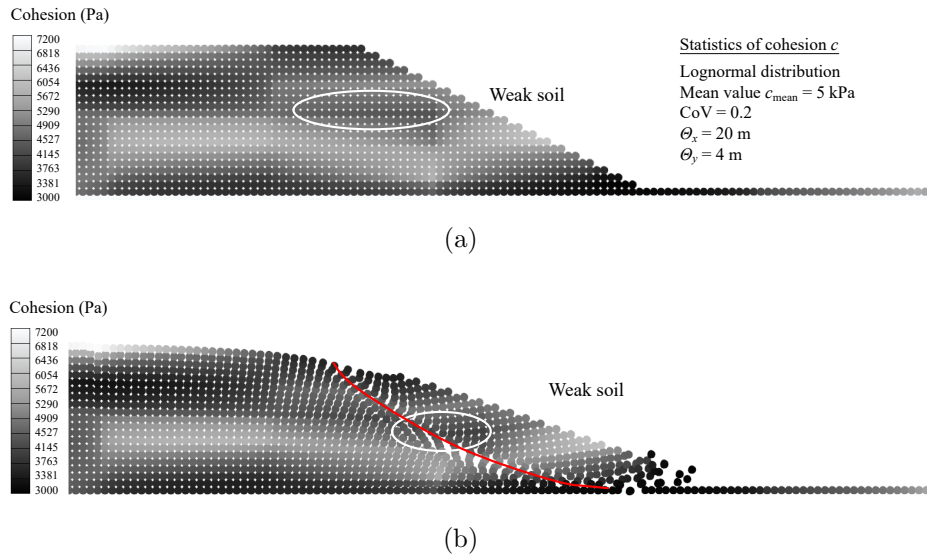 Cohesion (Pa)
7200
6818
6436
6054
5672
5290
4909
4527
4145
3763
3381
3000
Weak soil
Statistics of cohesion c
Lognormal distribution
Mean value cmean = 5 kPa
CoV = 0.2
Θx = 20 m
Θy = 4 m
(a)
Cohesion (Pa)
7200
6818
6436
6054
5672
5290
4909
4527
4145
3763
3381
3000
Weak soil
(b)